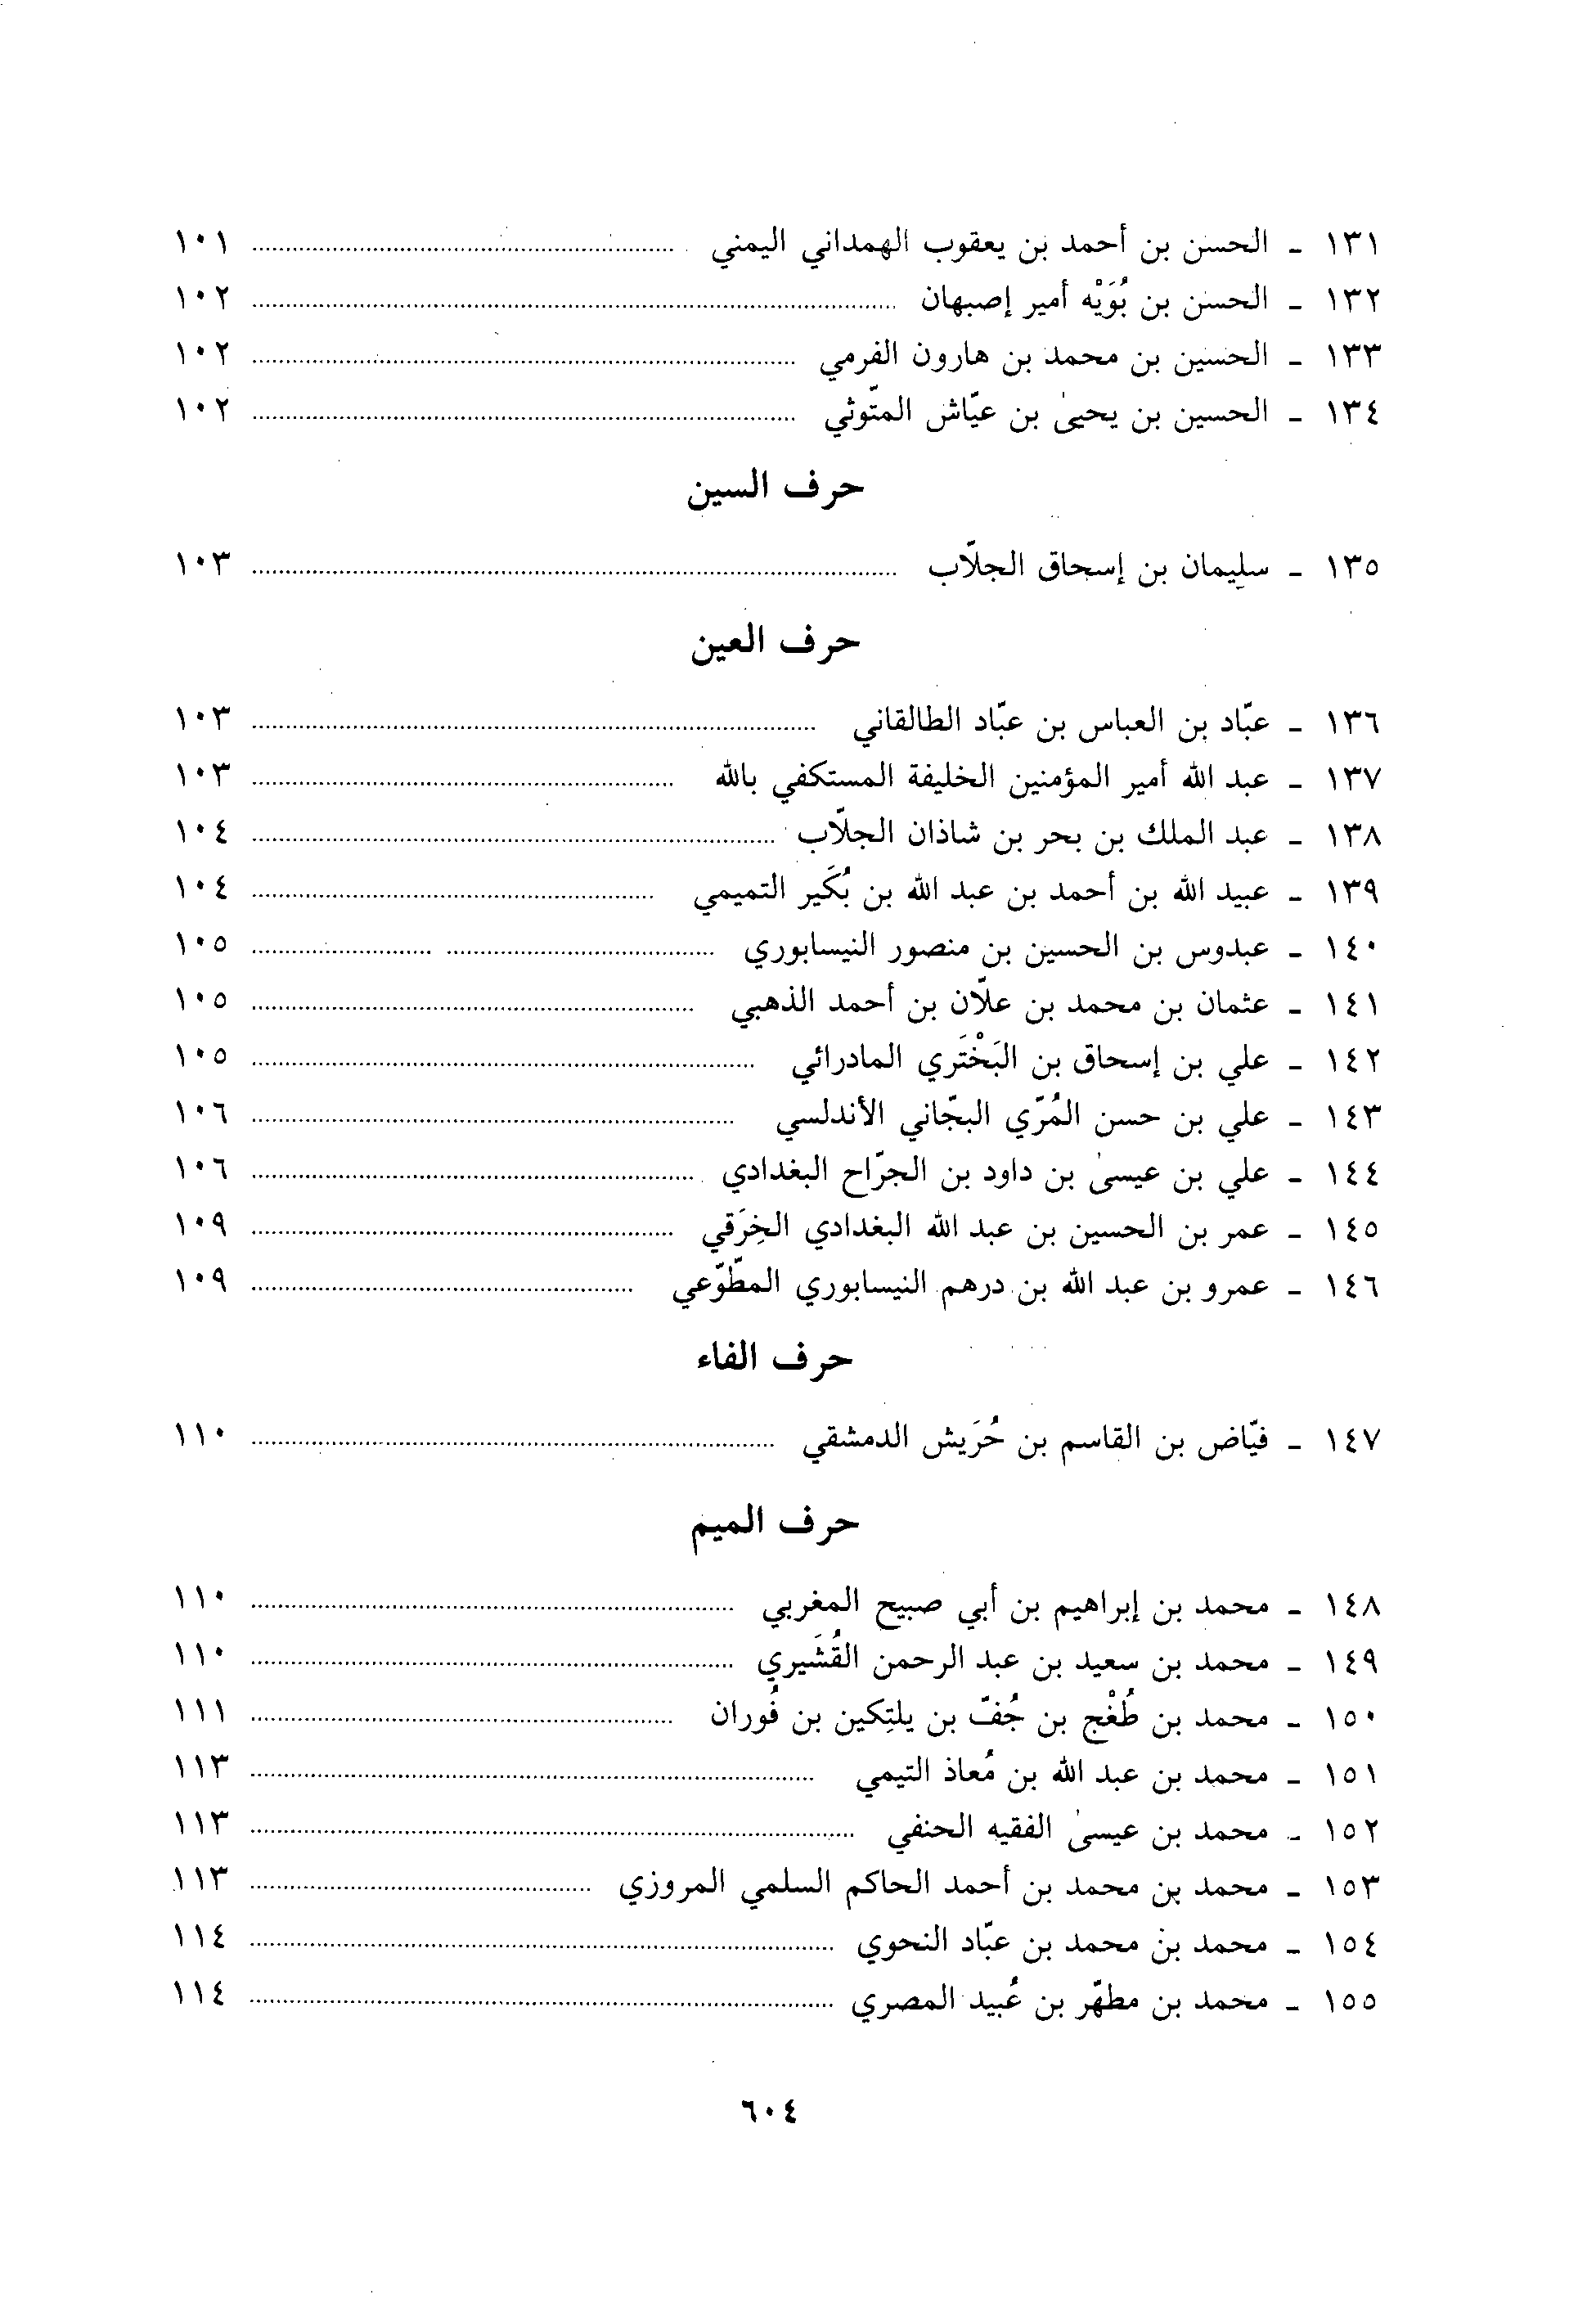 ١٣١ - الحسن بن أحمد بن يعقوب الهمداني اليمني ........ ١٠١
١٣٢ - الحسن بن بُوَيْه أمير إصبهان ........ ١٠٢
١٣٣ - الحسين بن محمد بن هارون الفرمي ........ ١٠٢
١٣٤ - الحسين بن يحيىٰ بن عيّاش المتّوثي ........ ١٠٢
حرف السين
١٣٥ - سليمان بن إسحاق الجلّاب ........ ١٠٣
حرف العين
١٣٦ - عبّاد بن العباس بن عبّاد الطالقاني ........ ١٠٣
١٣٧ - عبد الله أمير المؤمنين الخليفة المستكفي بالله ........ ١٠٣
١٣٨ - عبد الملك بن بحر بن شاذان الجلّاب ........ ١٠٤
١٣٩ - عبيد الله بن أحمد بن عبد الله بن بُكَير التميمي ........ ١٠٤
١٤٠ - عبدوس بن الحسين بن منصور النيسابوري ........ ١٠٥
١٤١ - عثمان بن محمد بن علّان بن أحمد الذهبي ........ ١٠٥
١٤٢ - علي بن إسحاق بن البَخْتَري المادرائي ........ ١٠٥
١٤٣ - علي بن حسن المُرّي البجّاني الأندلسي ........ ١٠٦
١٤٤ - علي بن عيسىٰ بن داود بن الجرّاح البغدادي ........ ١٠٦
١٤٥ - عمر بن الحسين بن عبد الله البغدادي الخِرَقي ........ ١٠٩
١٤٦ - عمرو بن عبد الله بن درهم النيسابوري المطّوّعي ........ ١٠٩
حرف الفاء
١٤٧ - فيّاض بن القاسم بن حُرَيش الدمشقي ........ ١١٠
حرف الميم
١٤٨ - محمد بن إبراهيم بن أبي صبيح المغربي ........ ١١٠
١٤٩ - محمد بن سعيد بن عبد الرحمن القُشَيري ........ ١١٠
١٥٠ - محمد بن طُغْج بن جُفّ بن يلتِكين بن فُوران ........ ١١١
١٥١ - محمد بن عبد الله بن مُعاذ التيمي ........ ١١٣
١٥٢ - محمد بن عيسىٰ الفقيه الحنفي ........ ١١٣
١٥٣ - محمد بن محمد بن أحمد الحاكم السلمي المروزي ........ ١١٣
١٥٤ - محمد بن محمد بن عبّاد النحوي ........ ١١٤
١٥٥ - محمد بن مطهّر بن عُبيد المصري ........ ١١٤
٦٠٤